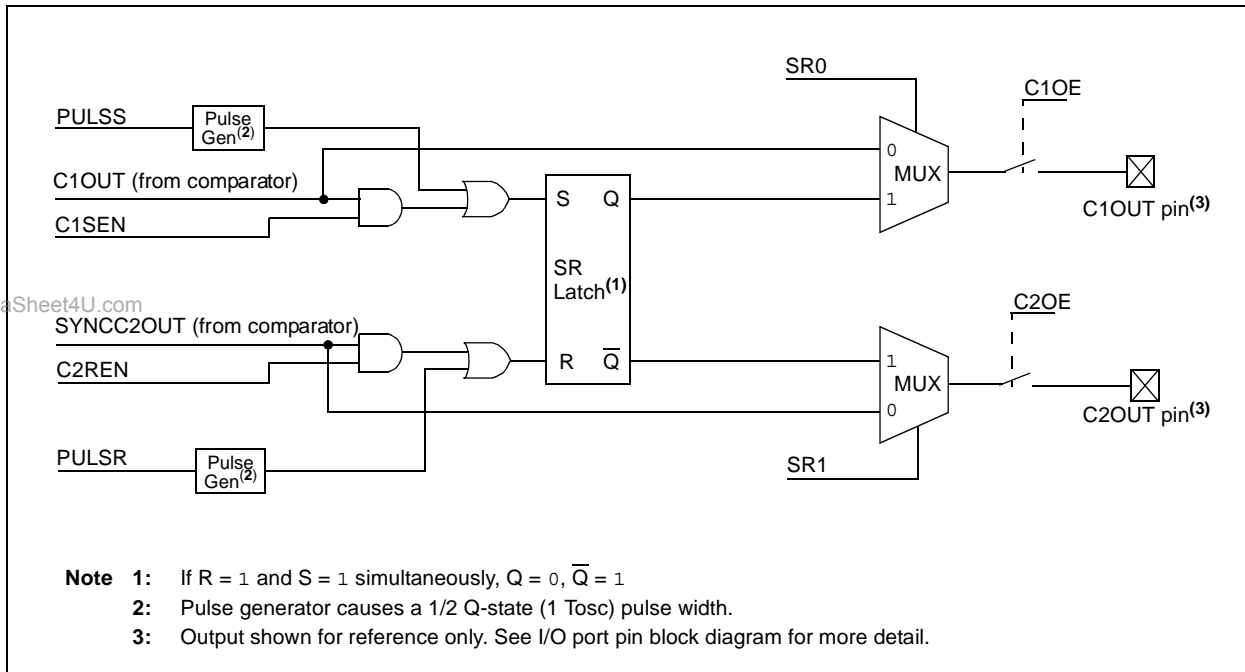 SR0
C1OE
PULSS
Pulse
Gen(2)
0
MUX
C1OUT (from comparator)
S Q
1
C1OUT pin(3)
C1SEN
SR
Latch(1)
aSheet4U.com
C2OE
SYNCC2OUT (from comparator)
R Q̅
1
MUX
C2REN
0
C2OUT pin(3)
PULSR
Pulse
Gen(2)
SR1
Note 1: If R = 1 and S = 1 simultaneously, Q = 0, Q̅ = 1
2: Pulse generator causes a 1/2 Q-state (1 Tosc) pulse width.
3: Output shown for reference only. See I/O port pin block diagram for more detail.